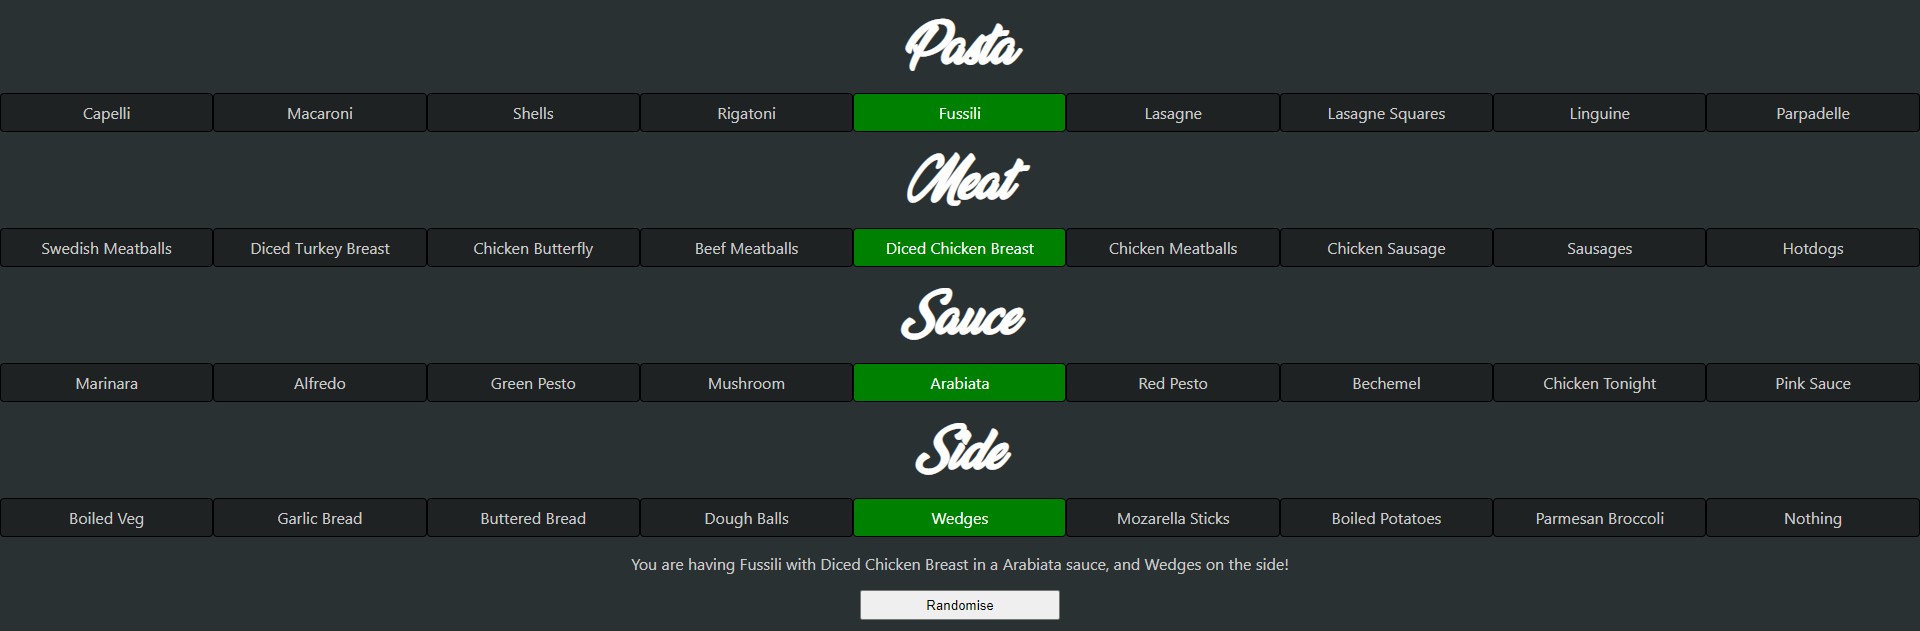 Pasta
Capelli Macaroni Shells Rigatoni Fussili Lasagne Lasagne Squares Linguine Parpadelle
Meat
Swedish Meatballs Diced Turkey Breast Chicken Butterfly Beef Meatballs Diced Chicken Breast Chicken Meatballs Chicken Sausage Sausages Hotdogs
Sauce
Marinara Alfredo Green Pesto Mushroom Arabiata Red Pesto Bechemel Chicken Tonight Pink Sauce
Side
Boiled Veg Garlic Bread Buttered Bread Dough Balls Wedges Mozarella Sticks Boiled Potatoes Parmesan Broccoli Nothing
You are having Fussili with Diced Chicken Breast in a Arabiata sauce, and Wedges on the side!
Randomise